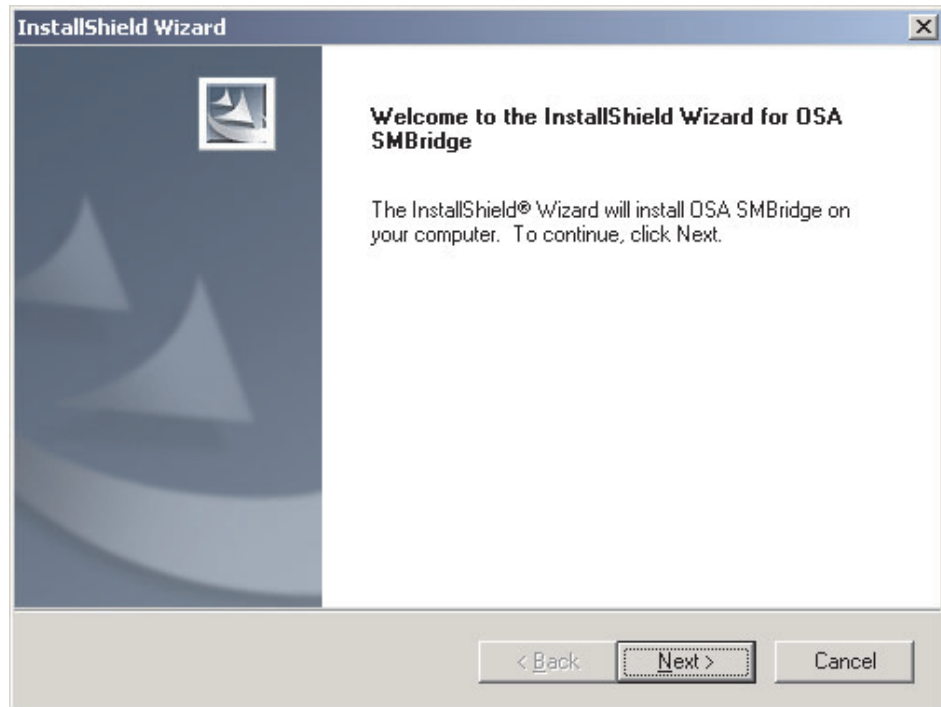 InstallShield Wizard
Welcome to the InstallShield Wizard for OSA
SMBridge
The InstallShield® Wizard will install OSA SMBridge on
your computer. To continue, click Next.
< Back
Next >
Cancel